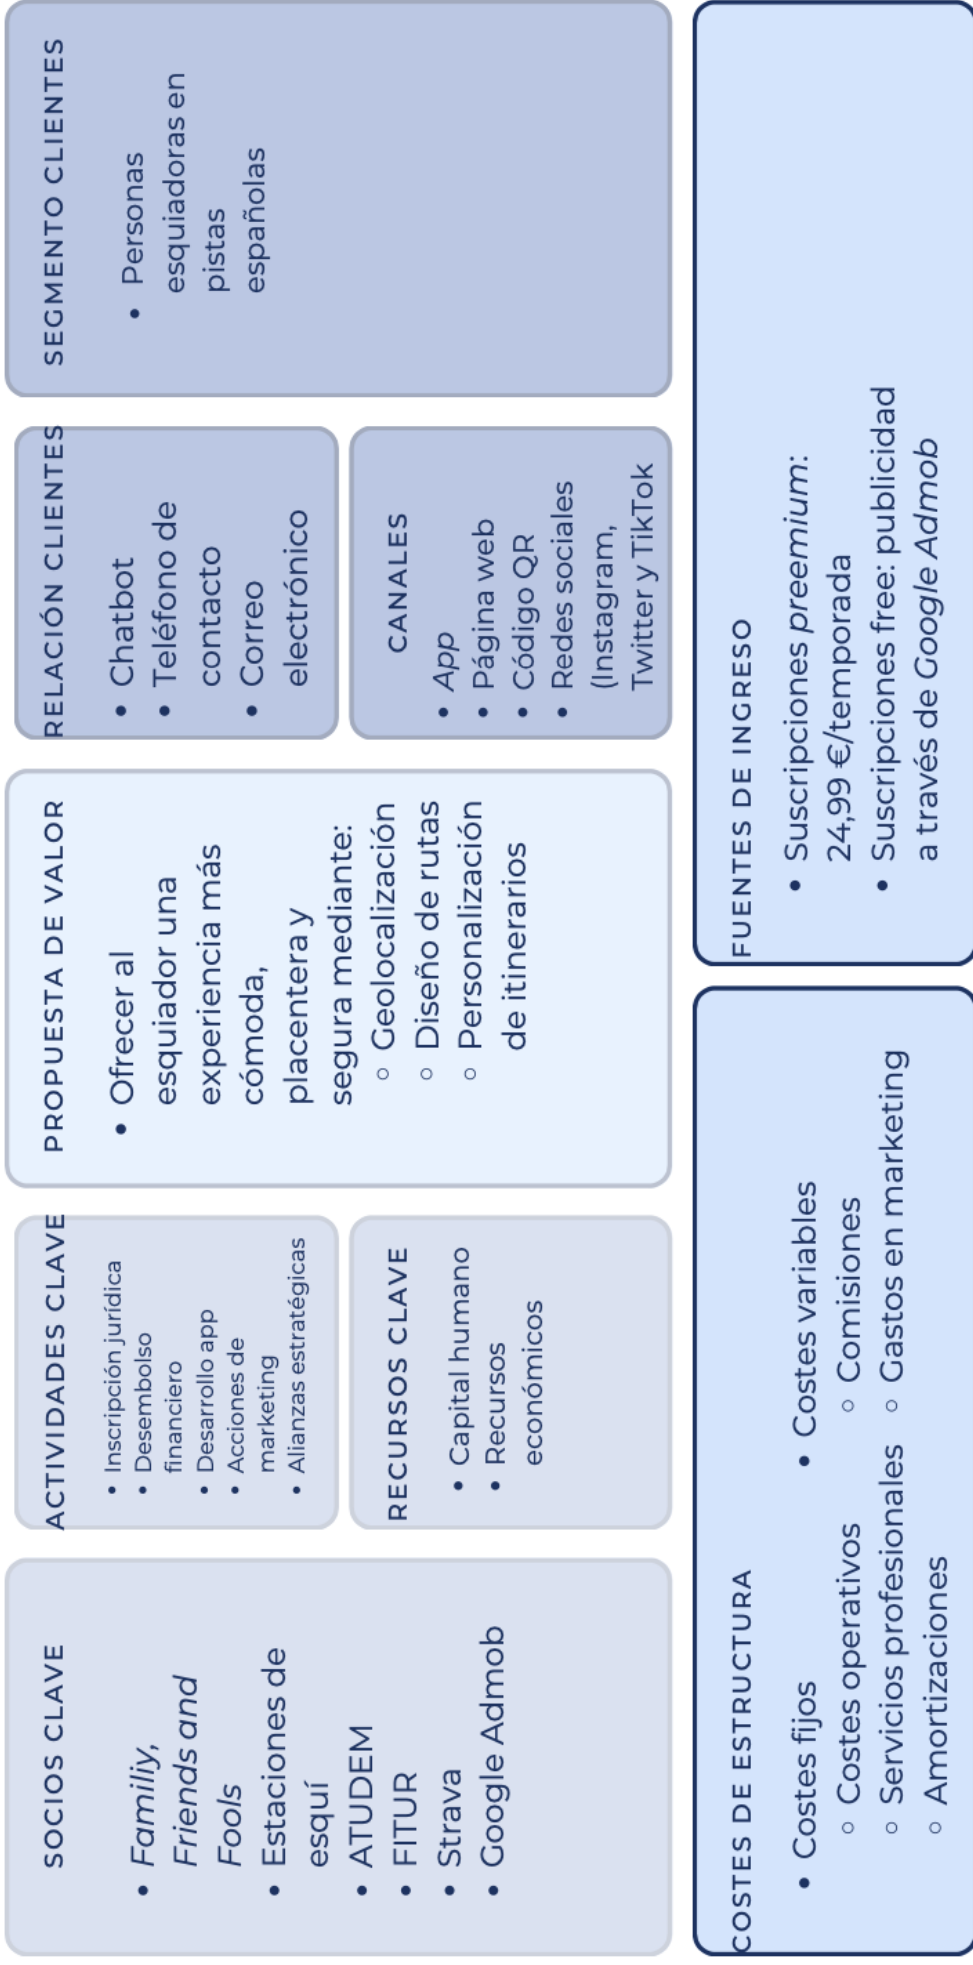 SOCIOS CLAVE
• Familiy,
Friends and
Fools
• Estaciones de
esquí
• ATUDEM
• FITUR
• Strava
• Google Admob
ACTIVIDADES CLAVE
• Inscripción jurídica
• Desembolso
financiero
• Desarrollo app
• Acciones de
marketing
• Alianzas estratégicas
RECURSOS CLAVE
• Capital humano
• Recursos
económicos
PROPUESTA DE VALOR
• Ofrecer al
esquiador una
experiencia más
cómoda,
placentera y
segura mediante:
○ Geolocalización
○ Diseño de rutas
○ Personalización
de itinerarios
RELACIÓN CLIENTES
• Chatbot
• Teléfono de
contacto
• Correo
electrónico
CANALES
• App
• Página web
• Código QR
• Redes sociales
(Instagram,
Twitter y TikTok
SEGMENTO CLIENTES
• Personas
esquiadoras en
pistas
españolas
COSTES DE ESTRUCTURA
• Costes fijos
○ Costes operativos
○ Servicios profesionales
○ Amortizaciones
• Costes variables
○ Comisiones
○ Gastos en marketing
FUENTES DE INGRESO
• Suscripciones preemium:
24,99 €/temporada
• Suscripciones free: publicidad
a través de Google Admob